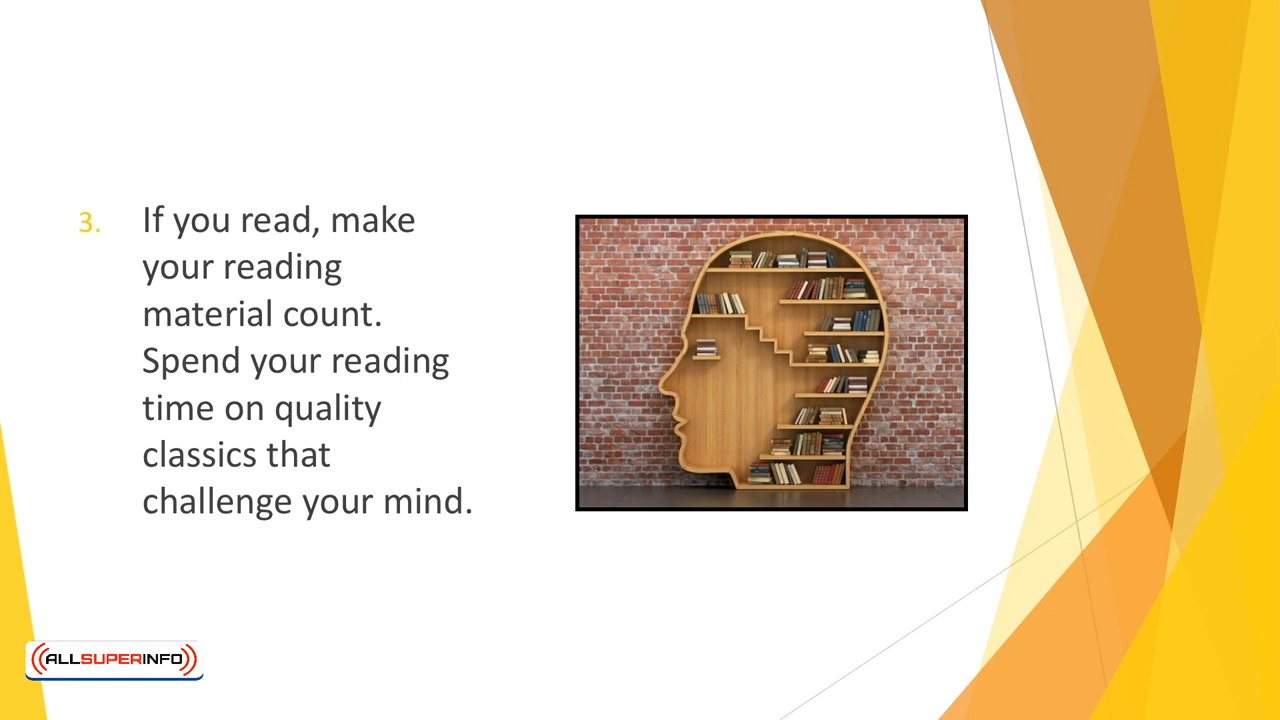 3. If you read, make
your reading
material count.
Spend your reading
time on quality
classics that
challenge your mind.
ALLSUPERINFO